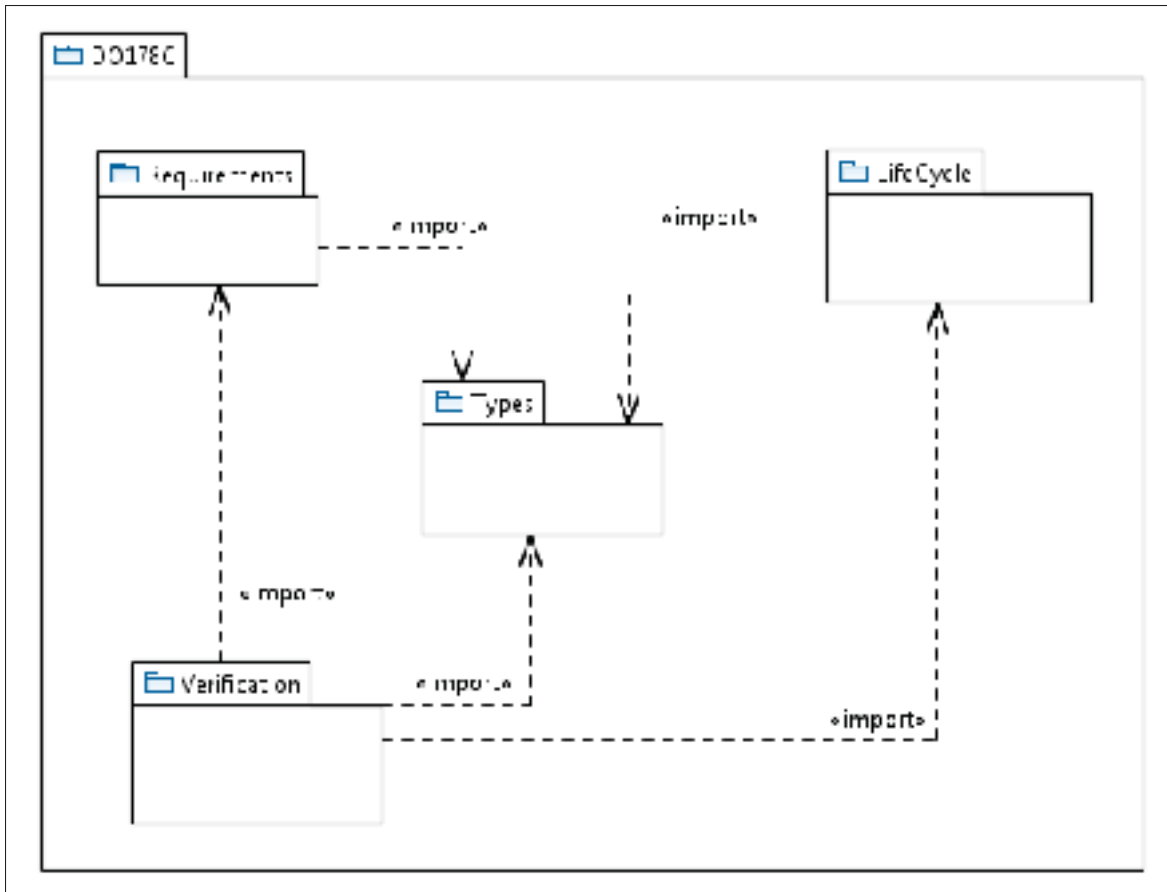 DO178C
Requirements
LifeCycle
«import»
«import»
Types
«import»
Verification
«import»
«import»